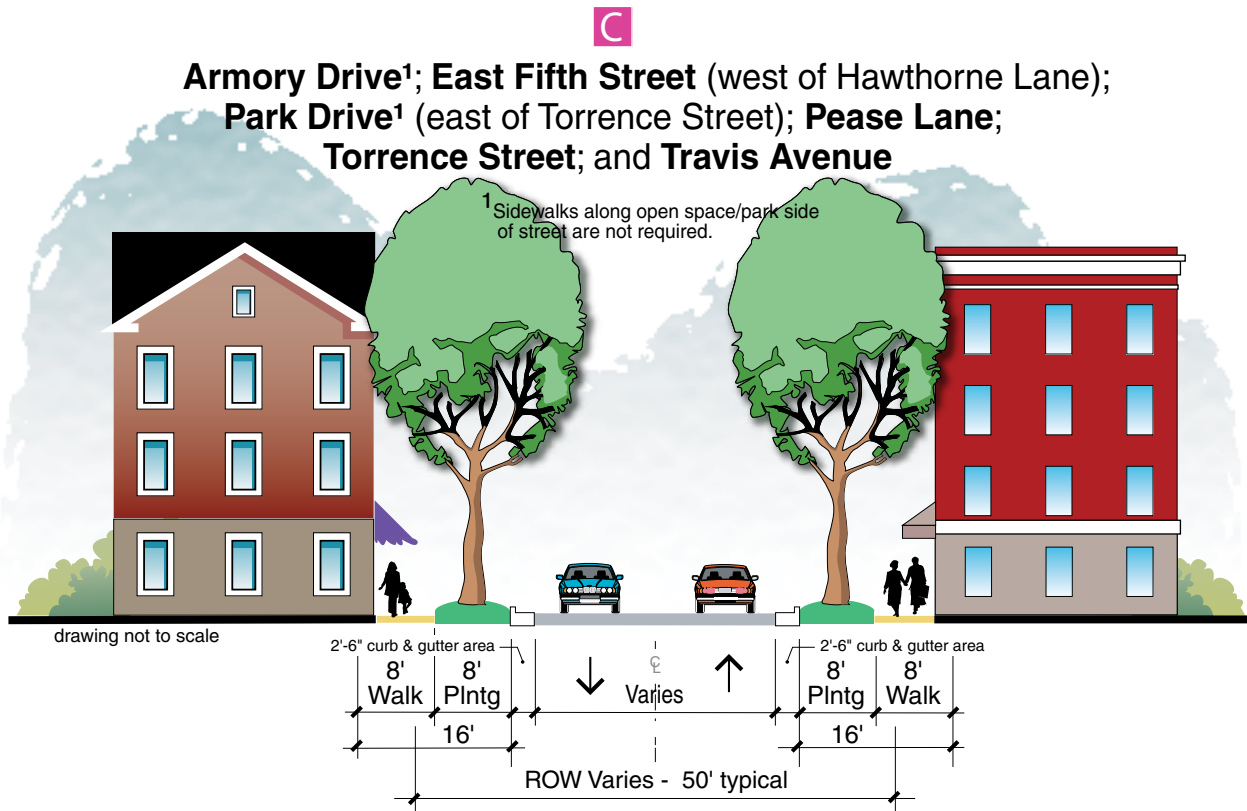 C
Armory Drive¹; East Fifth Street (west of Hawthorne Lane);
Park Drive¹ (east of Torrence Street); Pease Lane;
Torrence Street; and Travis Avenue
¹Sidewalks along open space/park side
of street are not required.
drawing not to scale
2'-6" curb & gutter area
℄
2'-6" curb & gutter area
8'
Walk
8'
Plntg
Varies
8'
Plntg
8'
Walk
16'
16'
ROW Varies - 50' typical